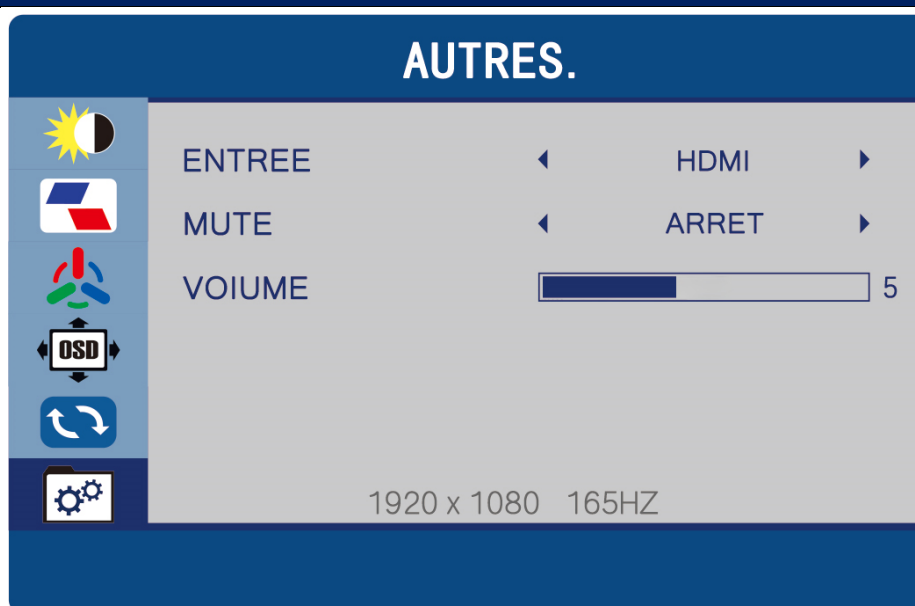 AUTRES.
ENTREE HDMI
MUTE ARRET
VOIUME 5
OSD
1920 x 1080 165HZ